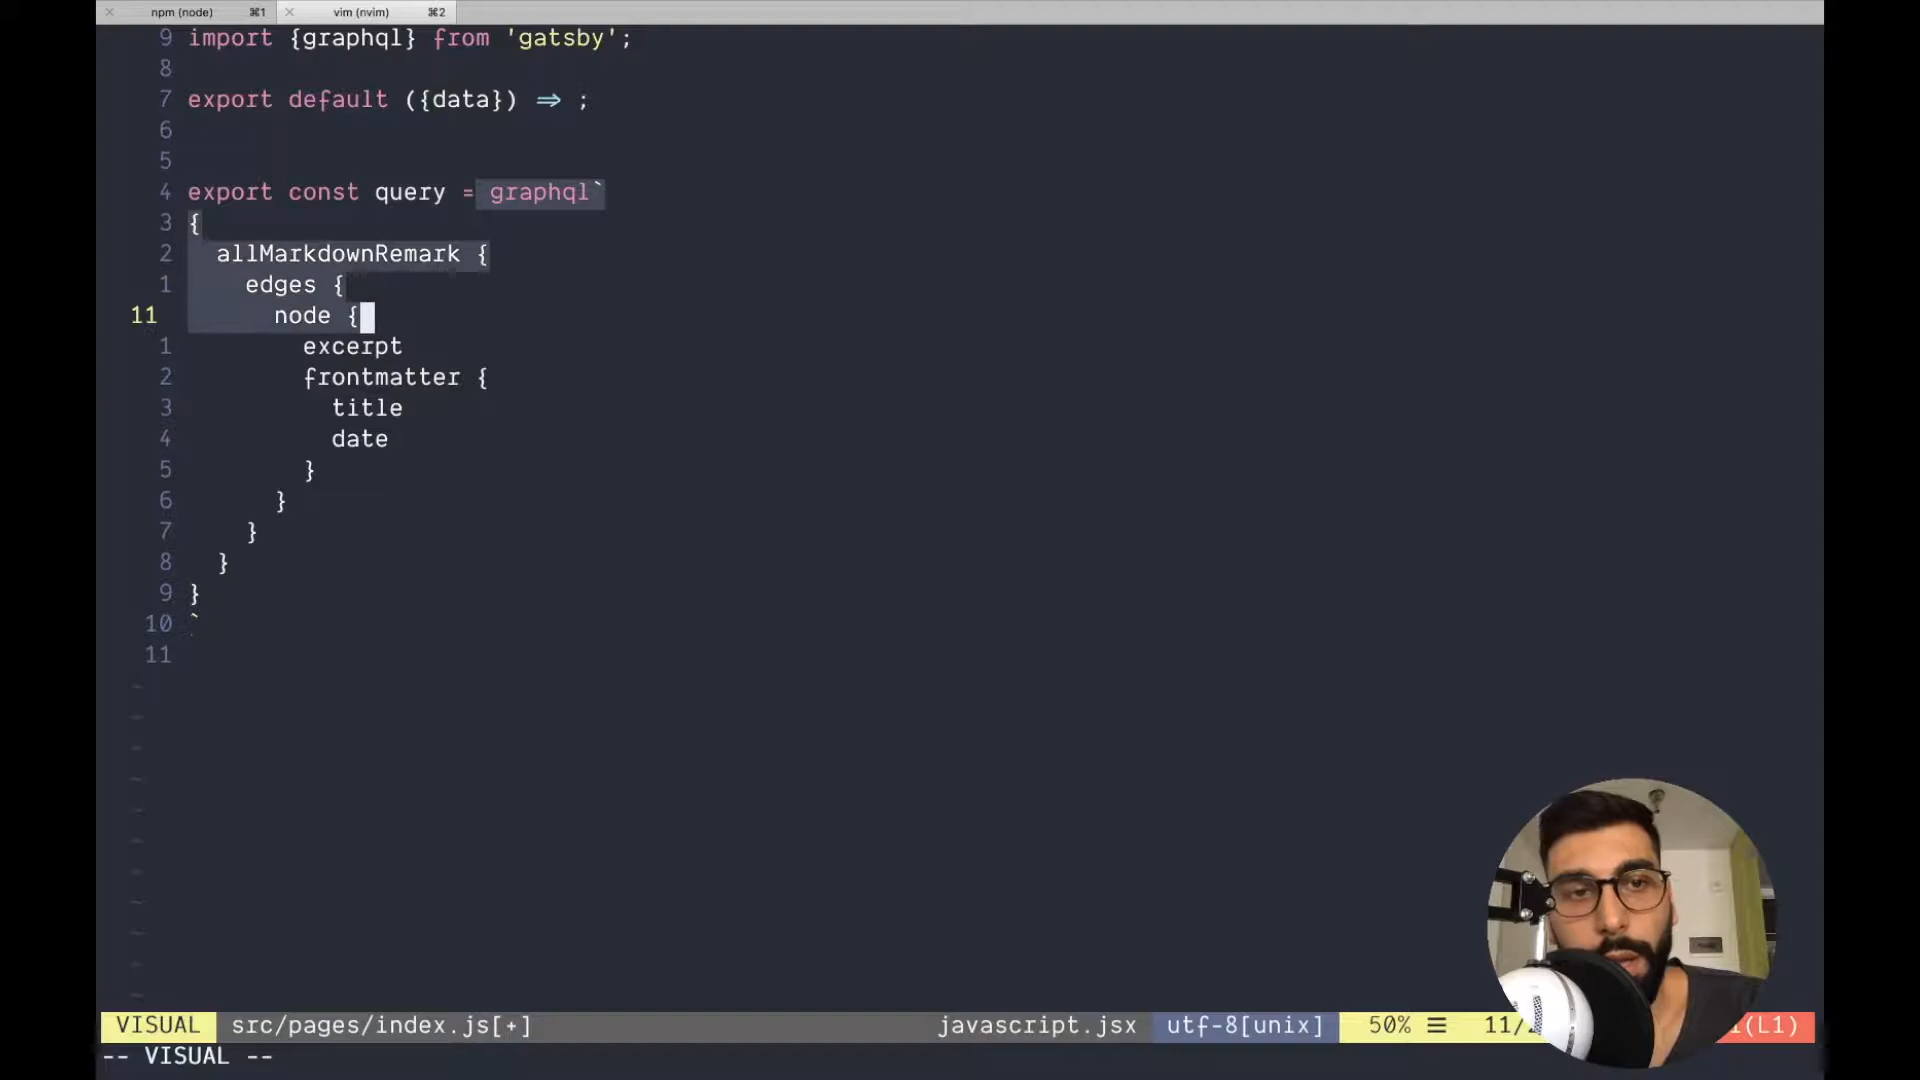 npm (node) ⌘1 vim (nvim) ⌘2
9 import {graphql} from 'gatsby';
8
7 export default ({data}) => ;
6
5
4 export const query = graphql`
3 {
2   allMarkdownRemark {
1     edges {
11       node {
1         excerpt
2         frontmatter {
3           title
4           date
5         }
6       }
7     }
8   }
9 }
10 `
11
~
~
~
~
~
~
~
~
~
~
~
VISUAL src/pages/index.js[+] javascript.jsx utf-8[unix] 50% ☰ 11/ (L1)
-- VISUAL --